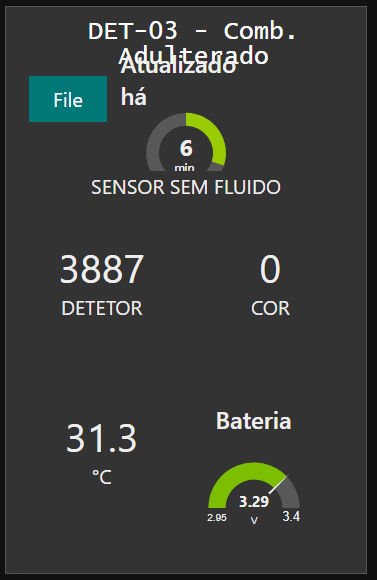 DET-03 - Comb.
Adulterado
Atualizado
há
File
6
min
SENSOR SEM FLUIDO
3887
DETETOR
0
COR
31.3
°C
Bateria
3.29
2.95
V
3.4